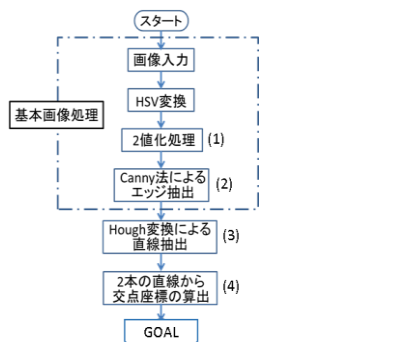 スタート
画像入力
HSV変換
基本画像処理
2値化処理 (1)
Canny法による
エッジ抽出 (2)
Hough変換による
直線抽出 (3)
2本の直線から
交点座標の算出 (4)
GOAL